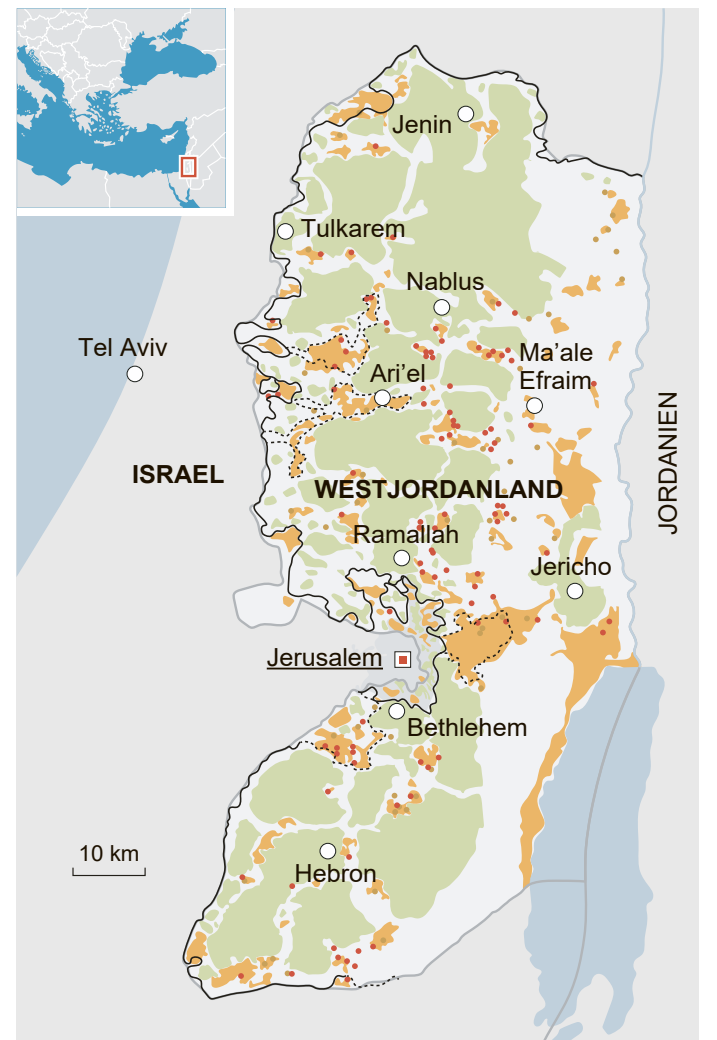 Jenin
Tulkarem
Nablus
Tel Aviv
Ma’ale
Efraim
Ari’el
ISRAEL
WESTJORDANLAND
JORDANIEN
Ramallah
Jericho
Jerusalem
Bethlehem
10 km
Hebron